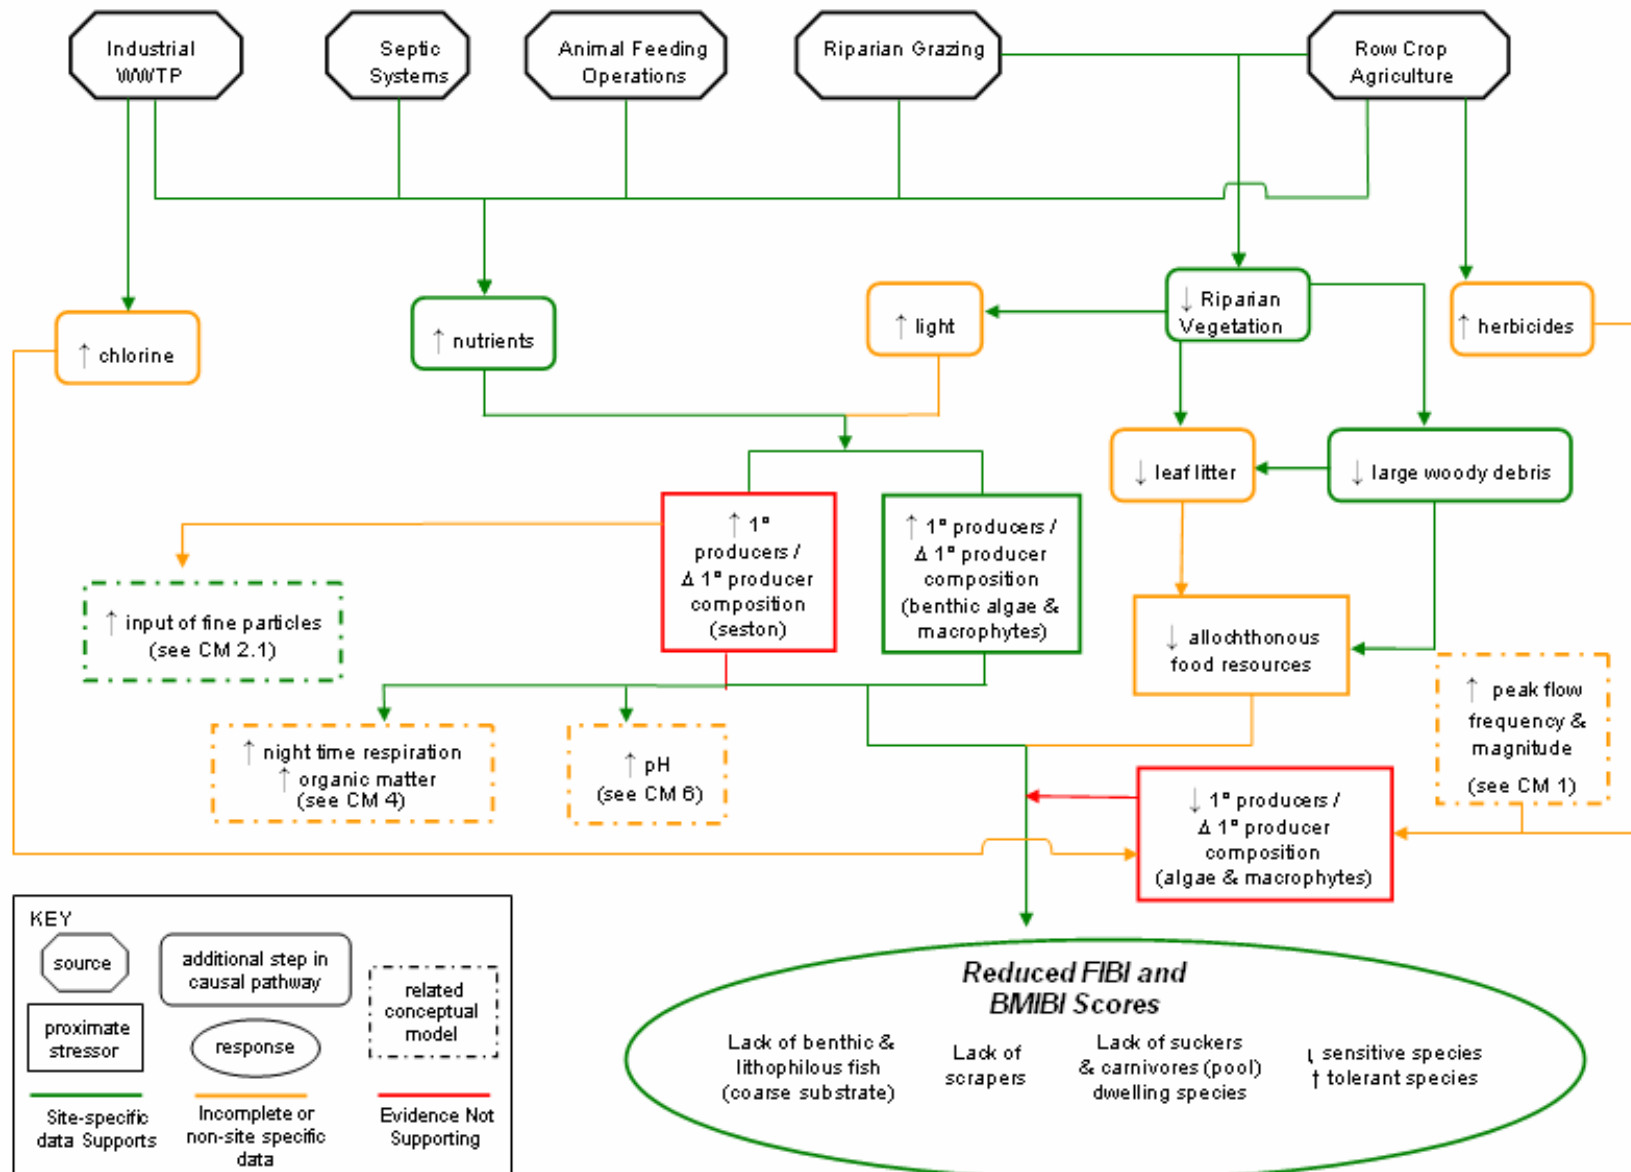 Industrial
WWTP
Septic
Systems
Animal Feeding
Operations
Riparian Grazing
Row Crop
Agriculture
↑ chlorine
↑ nutrients
↑ light
↓ Riparian
Vegetation
↑ herbicides
↓ leaf litter
↓ large woody debris
↑ 1°
producers /
Δ 1° producer
composition
(seston)
↑ 1° producers /
Δ 1° producer
composition
(benthic algae &
macrophytes)
↑ input of fine particles
(see CM 2.1)
↓ allochthonous
food resources
↑ peak flow
frequency &
magnitude
(see CM 1)
↑ night time respiration
↑ organic matter
(see CM 4)
↑ pH
(see CM 6)
↓ 1° producers /
Δ 1° producer
composition
(algae & macrophytes)
KEY
source
additional step in
causal pathway
related
conceptual
model
proximate
stressor
response
Site-specific
data Supports
Incomplete or
non-site specific
data
Evidence Not
Supporting
Reduced FIBI and
BMIBI Scores
Lack of benthic &
lithophilous fish
(coarse substrate)
Lack of
scrapers
Lack of suckers
& carnivores (pool)
dwelling species
↓ sensitive species
↑ tolerant species